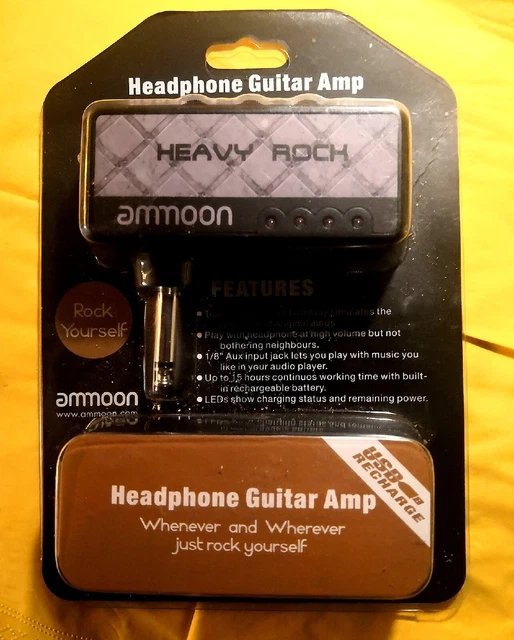 Headphone Guitar Amp
HEAVY ROCK
ammoon
FEATURES
Rock
Yourself
simulates the
Play with headphone at high volume but not
bothering neighbours.
1/8" Aux input jack lets you play with music you
like in your audio player.
Up to 15 hours continuos working time with built-
in rechargeable battery.
LEDs show charging status and remaining power.
ammoon
www.ammoon.com
USB
RECHARGE
Headphone Guitar Amp
Whenever and Wherever
just rock yourself